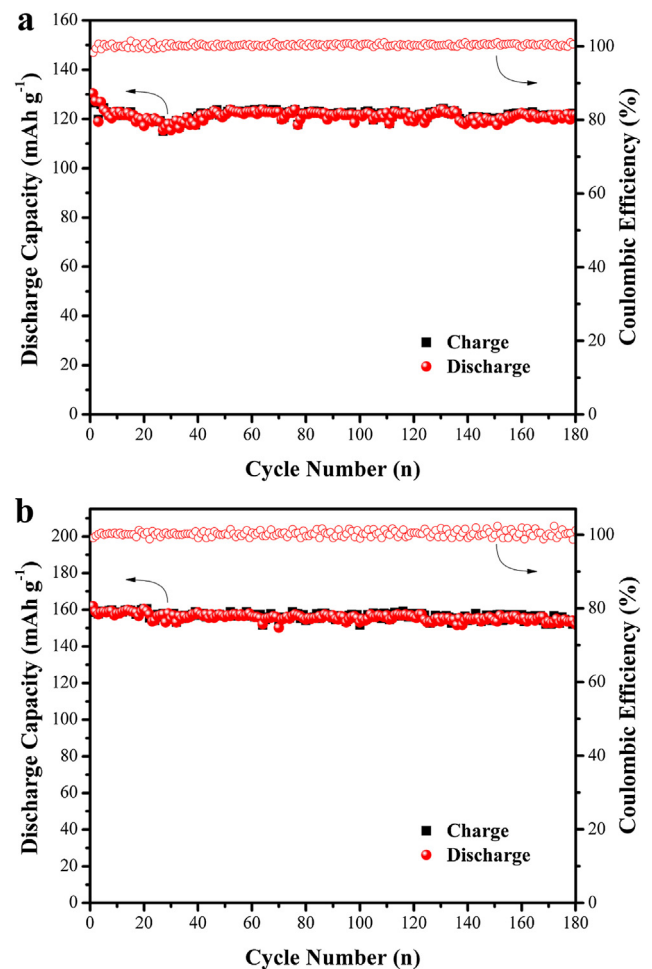 a
160
140
120
100
80
60
40
20
0
Discharge Capacity (mAh g⁻¹)
100
80
60
40
20
0
Coulombic Efficiency (%)
Charge
Discharge
0 20 40 60 80 100 120 140 160 180
Cycle Number (n)
b
200
180
160
140
120
100
80
60
40
20
0
Discharge Capacity (mAh g⁻¹)
100
80
60
40
20
0
Coulombic Efficiency (%)
Charge
Discharge
0 20 40 60 80 100 120 140 160 180
Cycle Number (n)